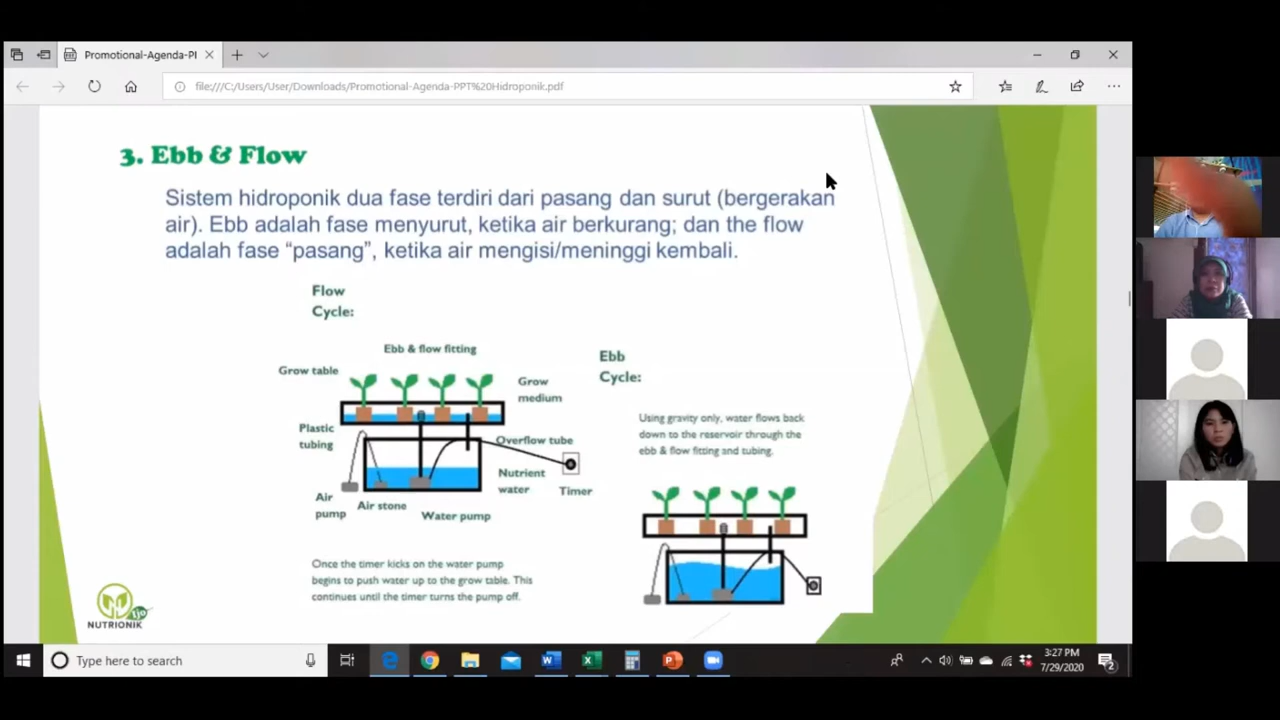 Promotional-Agenda-PI
file:///C:/Users/User/Downloads/Promotional-Agenda-PPT%20Hidroponik.pdf
3. Ebb & Flow
Sistem hidroponik dua fase terdiri dari pasang dan surut (bergerakan
air). Ebb adalah fase menyurut, ketika air berkurang; dan the flow
adalah fase “pasang”, ketika air mengisi/meninggi kembali.
Flow
Cycle:
Ebb & flow fitting
Grow table
Grow
medium
Plastic
tubing
Overflow tube
Nutrient
water
Timer
Air
pump
Air stone
Water pump
Once the timer kicks on the water pump
begins to push water up to the grow table. This
continues until the timer turns the pump off.
Ebb
Cycle:
Using gravity only, water flows back
down to the reservoir through the
ebb & flow fitting and tubing.
NUTRIONIK
Type here to search
3:27 PM
7/29/2020
2